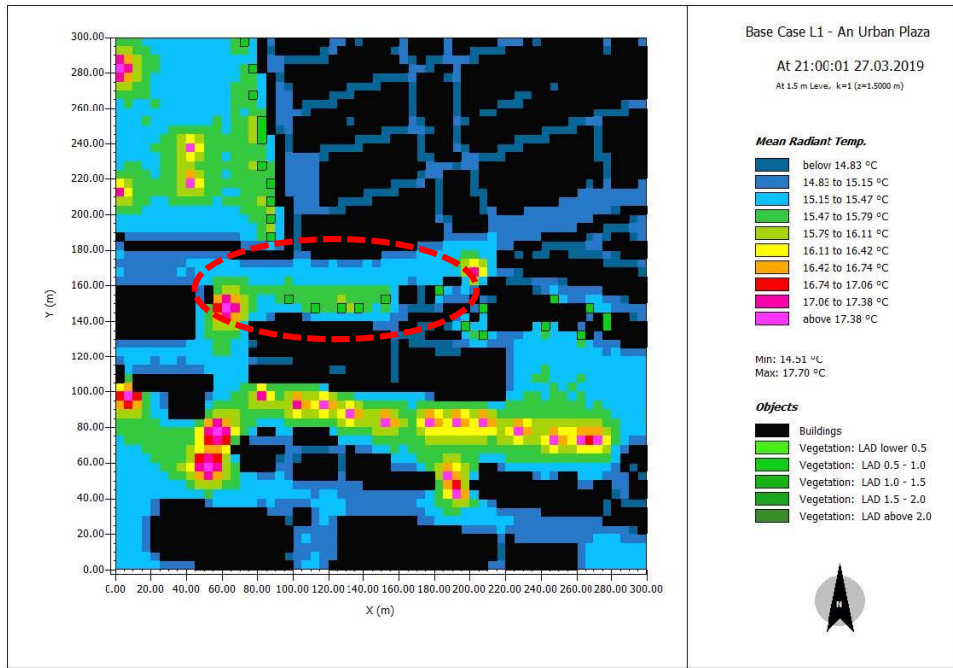 Base Case L1 - An Urban Plaza
At 21:00:01 27.03.2019
At 1.5 m Level, k=1 (z=1.5000 m)
Mean Radiant Temp.
below 14.83 °C
14.83 to 15.15 °C
15.15 to 15.47 °C
15.47 to 15.79 °C
15.79 to 16.11 °C
16.11 to 16.42 °C
16.42 to 16.74 °C
16.74 to 17.06 °C
17.06 to 17.38 °C
above 17.38 °C
Min: 14.51 °C
Max: 17.70 °C
Objects
Buildings
Vegetation: LAD lower 0.5
Vegetation: LAD 0.5 - 1.0
Vegetation: LAD 1.0 - 1.5
Vegetation: LAD 1.5 - 2.0
Vegetation: LAD above 2.0
N
300.00
280.00
260.00
240.00
220.00
200.00
180.00
160.00
140.00
120.00
100.00
80.00
60.00
40.00
20.00
0.00
Y (m)
0.00 20.00 40.00 60.00 80.00 100.00 120.00 140.00 160.00 180.00 200.00 220.00 240.00 260.00 280.00 300.00
X (m)